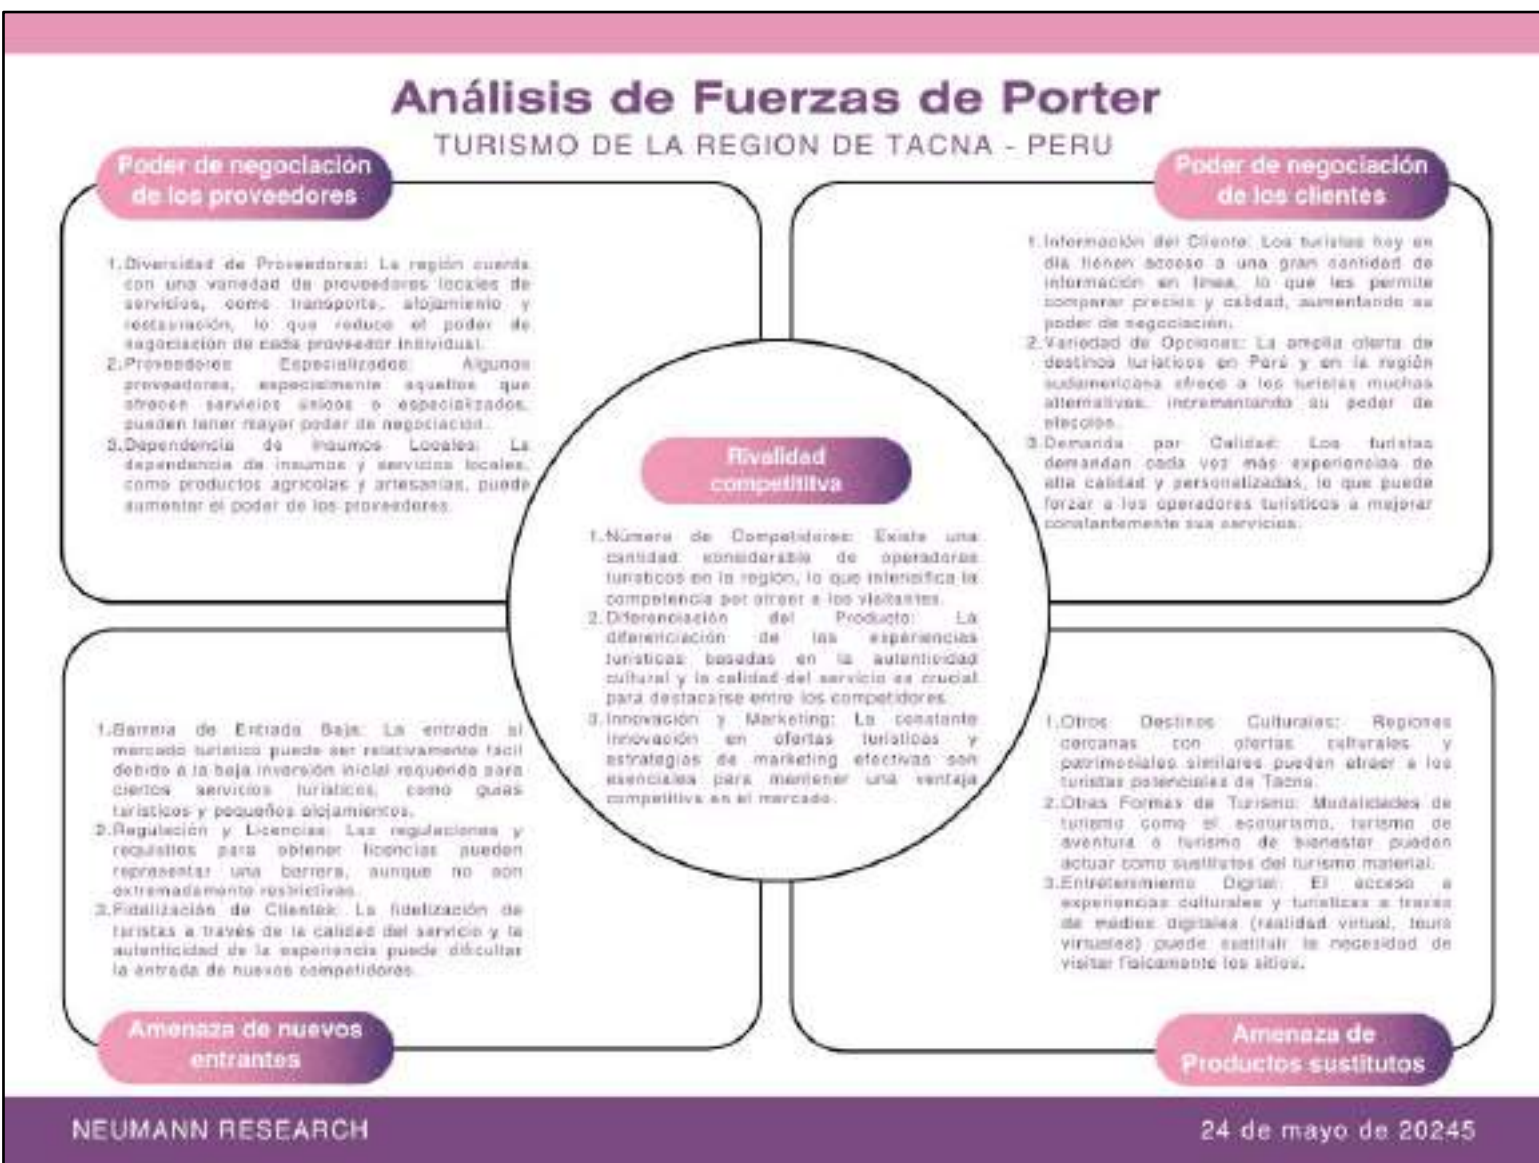 Análisis de Fuerzas de Porter
TURISMO DE LA REGION DE TACNA - PERU
Poder de negociación
de los proveedores
1.Diversidad de Proveedores: La región cuenta
con una variedad de proveedores locales de
servicios, como transporte, alojamiento y
restauración, lo que reduce el poder de
negociación de cada proveedor individual.
2.Proveedores Especializados: Algunos
proveedores, especialmente aquellos que
ofrecen servicios únicos o especializados,
pueden tener mayor poder de negociación.
3.Dependencia de Insumos Locales: La
dependencia de insumos y servicios locales,
como productos agrícolas y artesanías, puede
aumentar el poder de los proveedores.
Poder de negociación
de los clientes
1.Información del Cliente: Los turistas hoy en
día tienen acceso a una gran cantidad de
información en línea, lo que les permite
comparar precios y calidad, aumentando su
poder de negociación.
2.Variedad de Opciones: La amplia oferta de
destinos turísticos en Perú y en la región
sudamericana ofrece a los turistas muchas
alternativas, incrementando su poder de
elección.
3.Demanda por Calidad: Los turistas
demandan cada vez más experiencias de
alta calidad y personalizadas, lo que puede
forzar a los operadores turísticos a mejorar
constantemente sus servicios.
Rivalidad
competititva
1.Número de Competidores: Existe una
cantidad considerable de operadores
turísticos en la región, lo que intensifica la
competencia por atraer a los visitantes.
2.Diferenciación del Producto: La
diferenciación de las experiencias
turísticas basadas en la autenticidad
cultural y la calidad del servicio es crucial
para destacarse entre los competidores.
3.Innovación y Marketing: La constante
innovación en ofertas turísticas y
estrategias de marketing efectivas son
esenciales para mantener una ventaja
competitiva en el mercado.
1.Barrera de Entrada Baja: La entrada al
mercado turístico puede ser relativamente fácil
debido a la baja inversión inicial requerida para
ciertos servicios turísticos, como guías
turísticos y pequeños alojamientos.
2.Regulación y Licencias: Las regulaciones y
requisitos para obtener licencias pueden
representar una barrera, aunque no son
extremadamente restrictivas.
3.Fidelización de Clientes: La fidelización de
turistas a través de la calidad del servicio y la
autenticidad de la experiencia puede dificultar
la entrada de nuevos competidores.
Amenaza de nuevos
entrantes
1.Otros Destinos Culturales: Regiones
cercanas con ofertas culturales y
patrimoniales similares pueden atraer a los
turistas potenciales de Tacna.
2.Otras Formas de Turismo: Modalidades de
turismo como el ecoturismo, turismo de
aventura o turismo de bienestar pueden
actuar como sustitutos del turismo material.
3.Entretenimiento Digital: El acceso a
experiencias culturales y turísticas a través
de medios digitales (realidad virtual, tours
virtuales) puede sustituir la necesidad de
visitar físicamente los sitios.
Amenaza de
Productos sustitutos
NEUMANN RESEARCH
24 de mayo de 20245